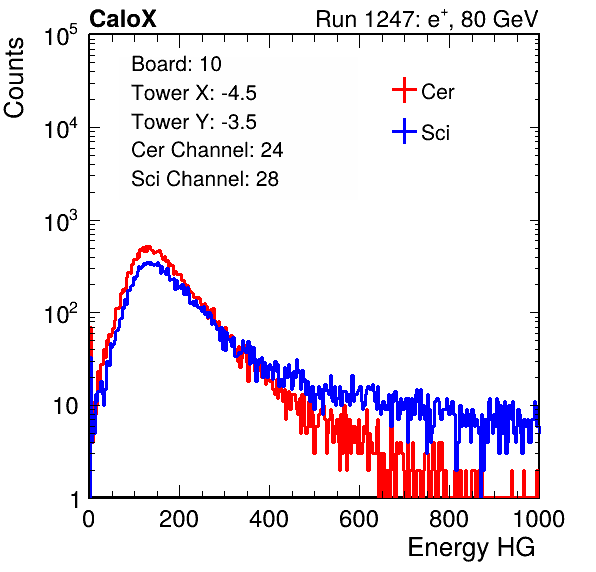 CaloX Run 1247: e⁺, 80 GeV
Counts
10⁵
10⁴
10³
10²
10
1
Board: 10
Tower X: -4.5
Tower Y: -3.5
Cer Channel: 24
Sci Channel: 28
Cer
Sci
0 200 400 600 800 1000
Energy HG